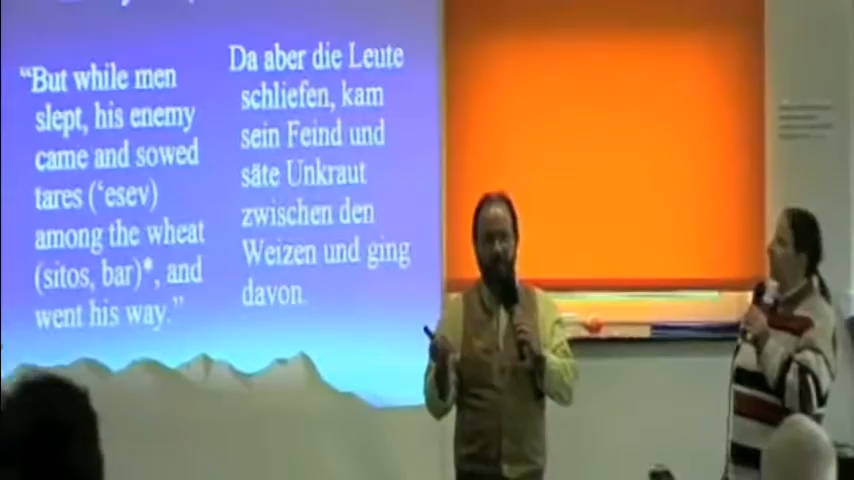 “But while men
slept, his enemy
came and sowed
tares (‘esev)
among the wheat
(sitos, bar)*, and
went his way.”
Da aber die Leute
schliefen, kam
sein Feind und
säte Unkraut
zwischen den
Weizen und ging
davon.